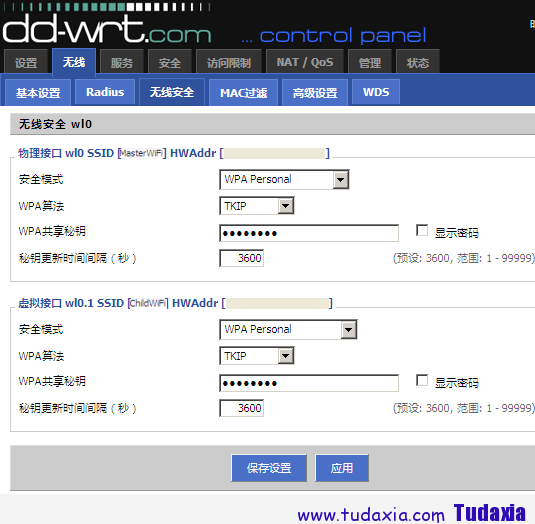 dd-wrt.com ... control panel
设置 无线 服务 安全 访问限制 NAT / QoS 管理 状态
基本设置 Radius 无线安全 MAC过滤 高级设置 WDS
无线安全 wl0
物理接口 wl0 SSID [MasterWiFi] HWAddr [ ]
安全模式 WPA Personal
WPA算法 TKIP
WPA共享秘钥 ●●●●●●●● 显示密码
秘钥更新时间间隔（秒） 3600 (预设: 3600, 范围: 1 - 99999)
虚拟接口 wl0.1 SSID [ChildWiFi] HWAddr [ ]
安全模式 WPA Personal
WPA算法 TKIP
WPA共享秘钥 ●●●●●●●● 显示密码
秘钥更新时间间隔（秒） 3600 (预设: 3600, 范围: 1 - 99999)
保存设置 应用
www.tudaxia.com Tudaxia